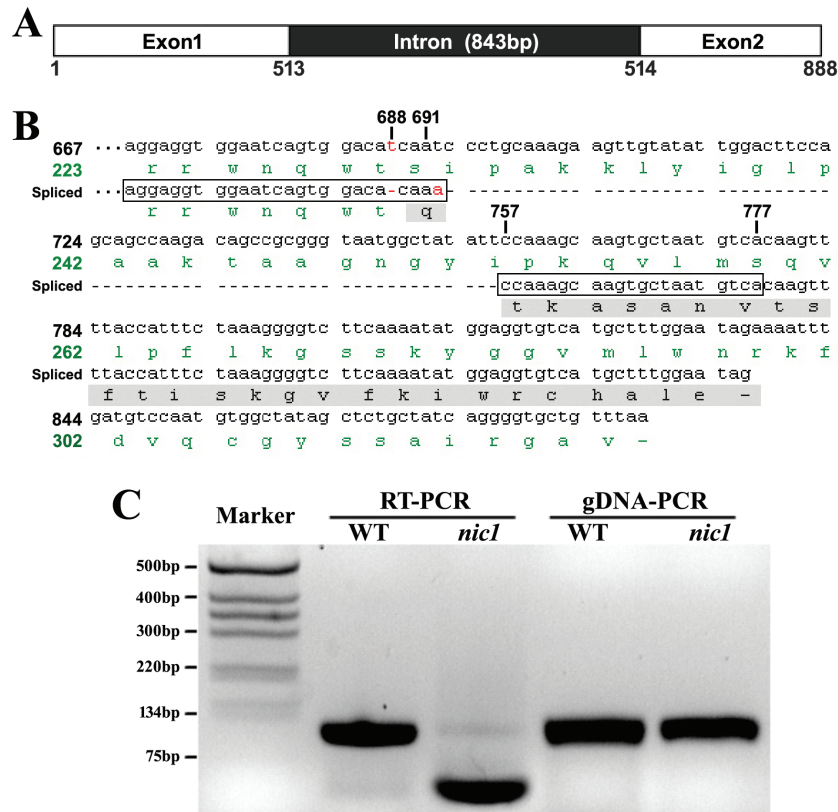 A
Exon1 Intron (843bp) Exon2
1 513 514 888
B
688 691
667 ···aggaggt ggaatcagtg gacatcaatc cctgcaaaga agttgtatat tggacttcca
223 r r w n q w t s i p a k k l y i g l p
Spliced ···aggaggt ggaatcagtg gaca-caaa- ---------- ---------- ----------
r r w n q w t q
757 777
724 gcagccaaga cagccgcggg taatggctat attccaaagc aagtgctaat gtcacaagtt
242 a a k t a a g n g y i p k q v l m s q v
Spliced ---------- ---------- ---------- ---ccaaagc aagtgctaat gtcacaagtt
t k a s a n v t s
784 ttaccatttc taaaggggtc ttcaaaatat ggaggtgtca tgctttggaa tagaaaattt
262 l p f l k g s s k y g g v m l w n r k f
Spliced ttaccatttc taaaggggtc ttcaaaatat ggaggtgtca tgctttggaa tag
f t i s k g v f k i w r c h a l e -
844 gatgtccaat gtggctatag ctctgctatc aggggtgctg tttaa
302 d v q c g y s s a i r g a v -
C
RT-PCR gDNA-PCR
Marker WT nic1 WT nic1
500bp
400bp
300bp
220bp
134bp
75bp